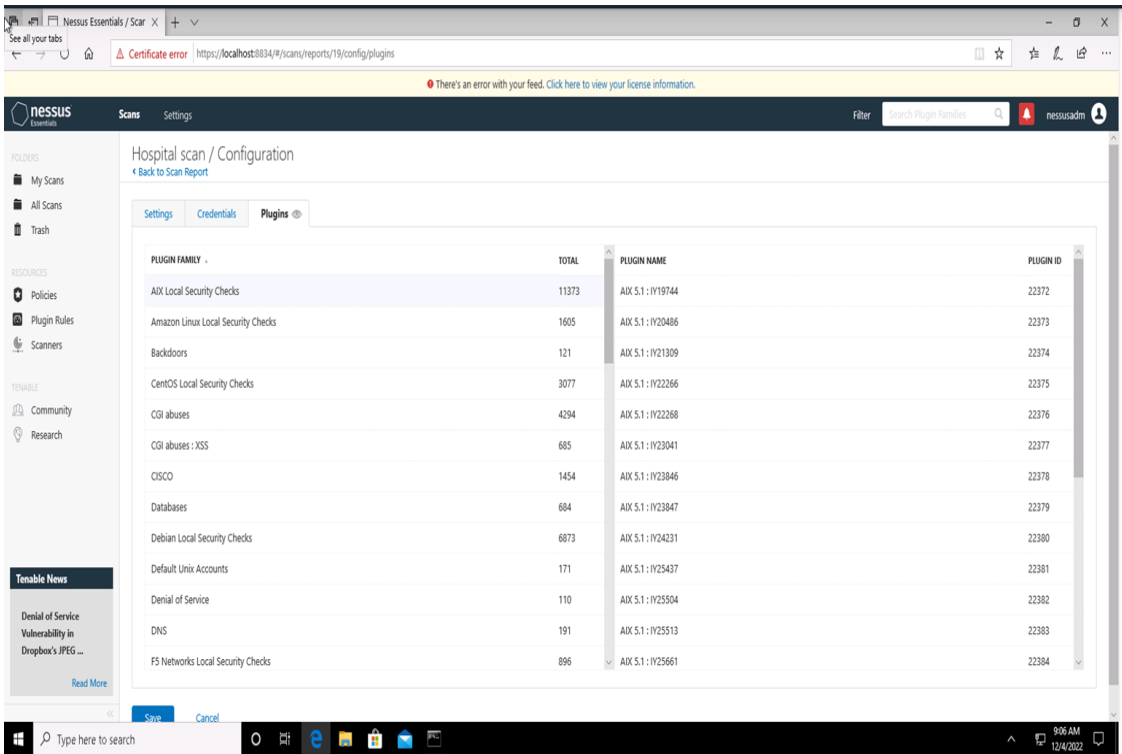 Nessus Essentials / Scar
See all your tabs
Certificate error https://localhost:8834/#/scans/reports/19/config/plugins
There's an error with your feed. Click here to view your license information.
nessus Essentials
Scans Settings Filter Search Plugin Families nessusadm
FOLDERS
My Scans
All Scans
Trash
RESOURCES
Policies
Plugin Rules
Scanners
TENABLE
Community
Research
Tenable News
Denial of Service
Vulnerability in
Dropbox's JPEG ...
Read More
Hospital scan / Configuration
Back to Scan Report
Settings Credentials Plugins
PLUGIN FAMILY TOTAL PLUGIN NAME PLUGIN ID
AIX Local Security Checks 11373 AIX 5.1 : IY19744 22372
Amazon Linux Local Security Checks 1605 AIX 5.1 : IY20486 22373
Backdoors 121 AIX 5.1 : IY21309 22374
CentOS Local Security Checks 3077 AIX 5.1 : IY22266 22375
CGI abuses 4294 AIX 5.1 : IY22268 22376
CGI abuses : XSS 685 AIX 5.1 : IY23041 22377
CISCO 1454 AIX 5.1 : IY23846 22378
Databases 684 AIX 5.1 : IY23847 22379
Debian Local Security Checks 6873 AIX 5.1 : IY24231 22380
Default Unix Accounts 171 AIX 5.1 : IY25437 22381
Denial of Service 110 AIX 5.1 : IY25504 22382
DNS 191 AIX 5.1 : IY25513 22383
F5 Networks Local Security Checks 896 AIX 5.1 : IY25661 22384
Save Cancel
Type here to search
9:06 AM
12/4/2022